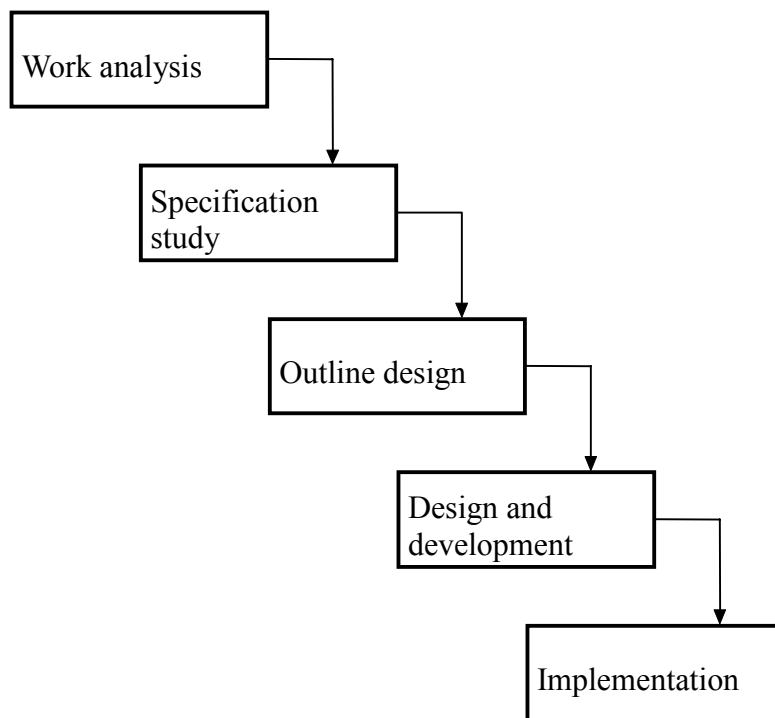 Work analysis
Specification
study
Outline design
Design and
development
Implementation